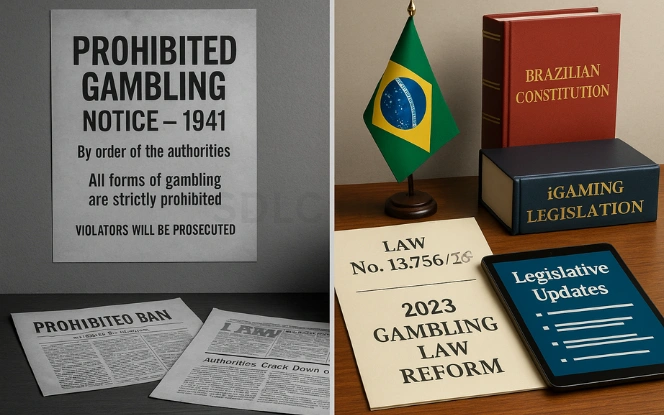 PROHIBITED
GAMBLING
NOTICE – 1941
By order of the authorities
All forms of gambling
are strictly prohibited
VIOLATORS WILL BE PROSECUTED
PROHIBITED BAN
LAW
Authorities Crack Down o
BRAZILIAN
CONSTITUTION
iGAMING
LEGISLATION
LAW
No. 13.756/
2023
GAMBLING
LAW
REFORM
Legislative
Updates